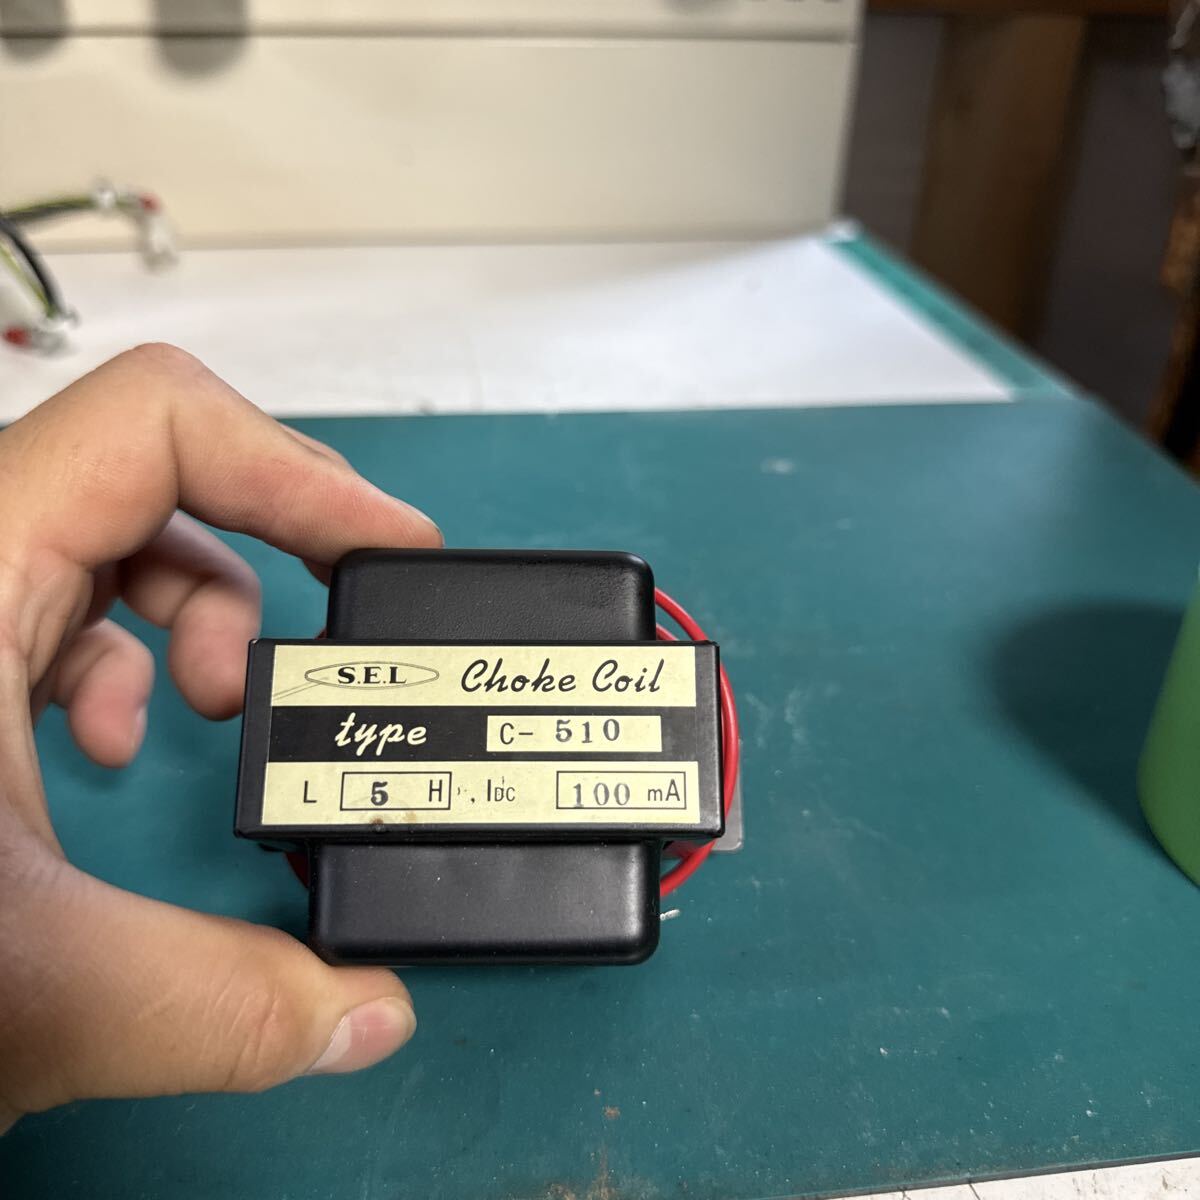 S.E.L Choke Coil
type C- 510
L 5 H , IDC 100 mA